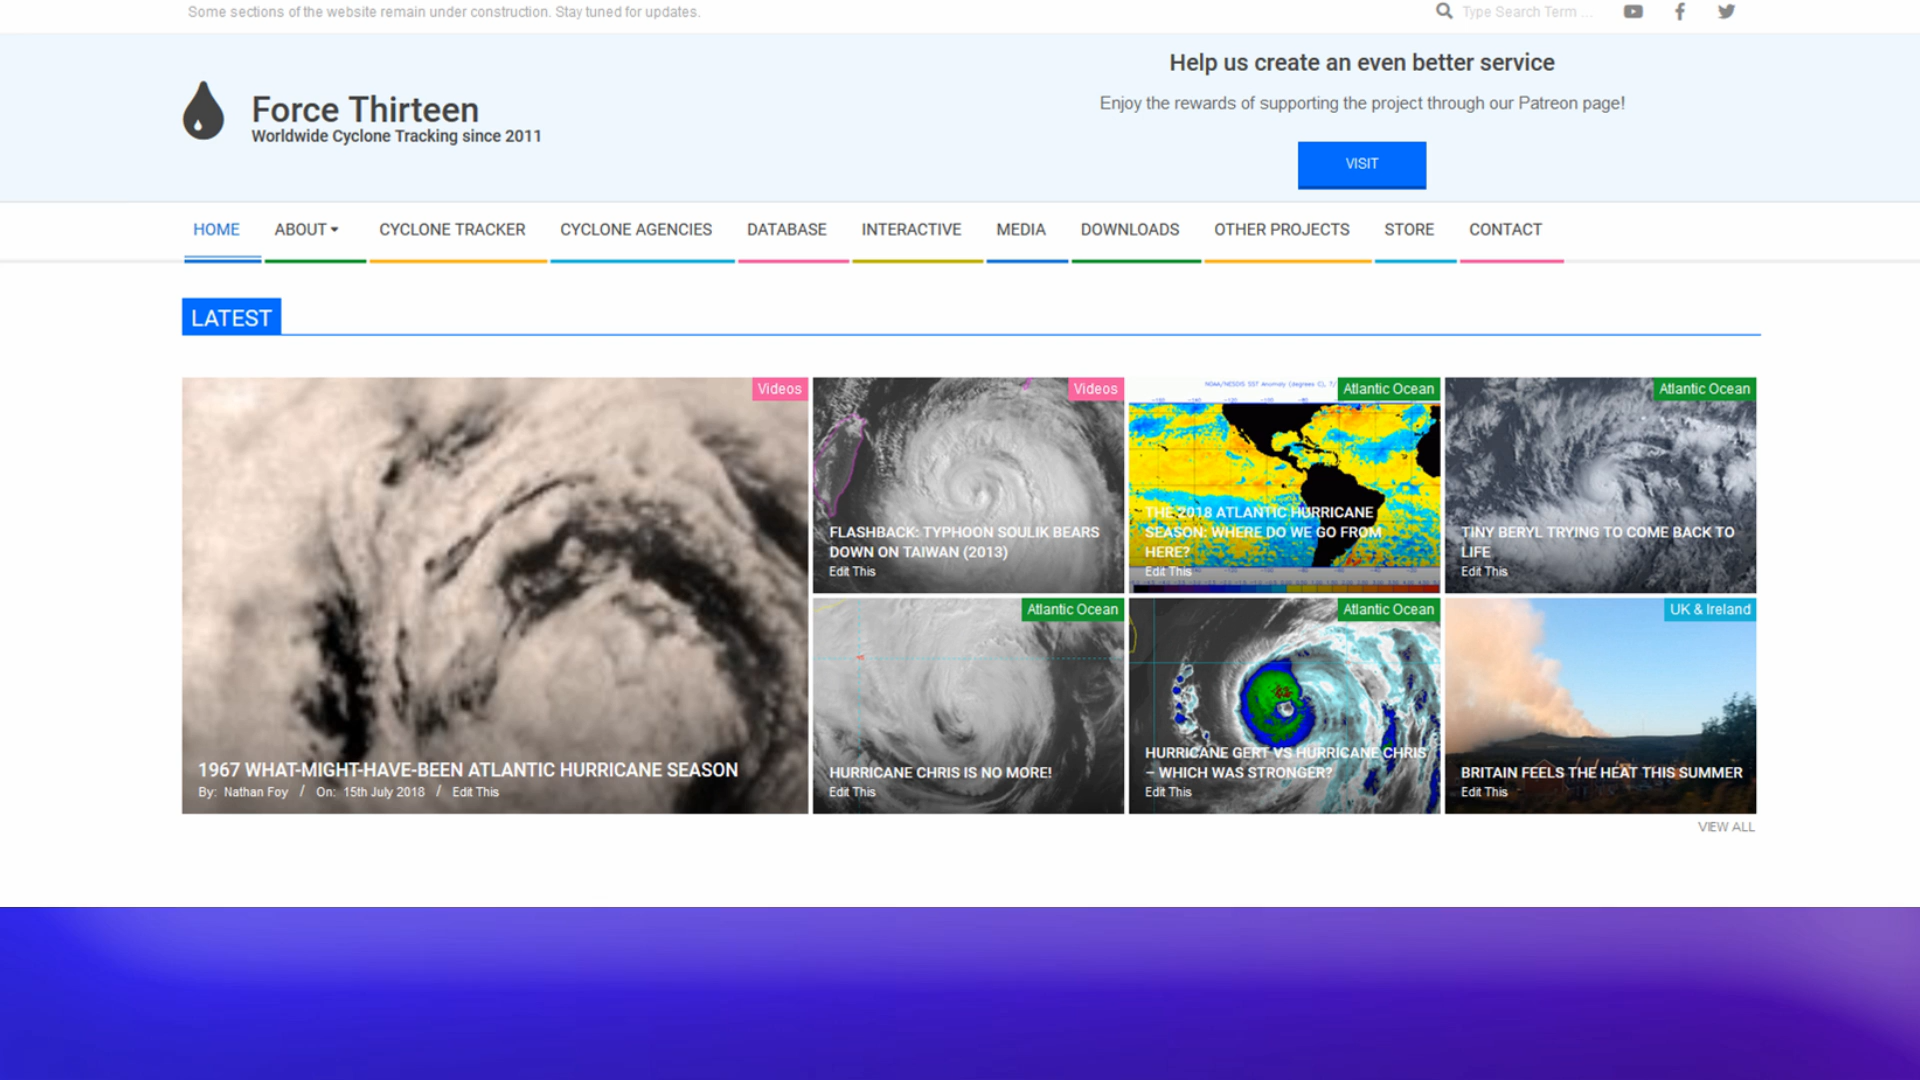 Some sections of the website remain under construction. Stay tuned for updates.
Type Search Term ...
Help us create an even better service
Force Thirteen
Worldwide Cyclone Tracking since 2011
Enjoy the rewards of supporting the project through our Patreon page!
VISIT
HOME ABOUT CYCLONE TRACKER CYCLONE AGENCIES DATABASE INTERACTIVE MEDIA DOWNLOADS OTHER PROJECTS STORE CONTACT
LATEST
Videos
1967 WHAT-MIGHT-HAVE-BEEN ATLANTIC HURRICANE SEASON
By: Nathan Foy / On: 15th July 2018 / Edit This
Videos
FLASHBACK: TYPHOON SOULIK BEARS
DOWN ON TAIWAN (2013)
Edit This
NOAA/NESDIS SST Anomaly (degrees C), 7/
Atlantic Ocean
THE 2018 ATLANTIC HURRICANE
SEASON: WHERE DO WE GO FROM
HERE?
Edit This
Atlantic Ocean
TINY BERYL TRYING TO COME BACK TO
LIFE
Edit This
Atlantic Ocean
HURRICANE CHRIS IS NO MORE!
Edit This
Atlantic Ocean
HURRICANE GERT VS HURRICANE CHRIS
– WHICH WAS STRONGER?
Edit This
UK & Ireland
BRITAIN FEELS THE HEAT THIS SUMMER
Edit This
VIEW ALL